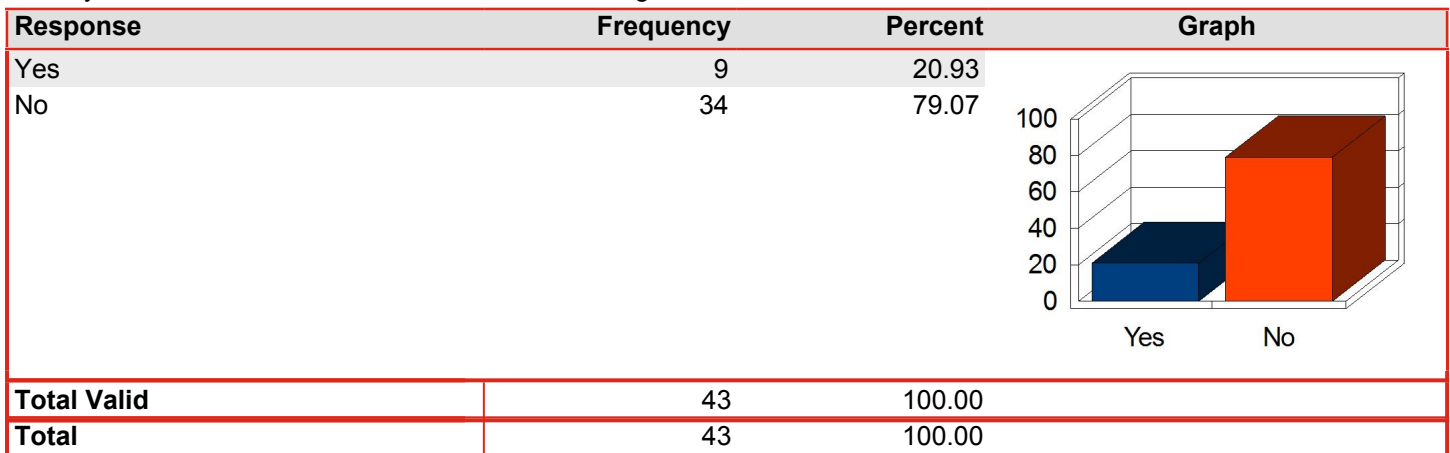 Response Frequency Percent Graph
Yes 9 20.93
No 34 79.07
100
80
60
40
20
0
Yes No
Total Valid 43 100.00
Total 43 100.00